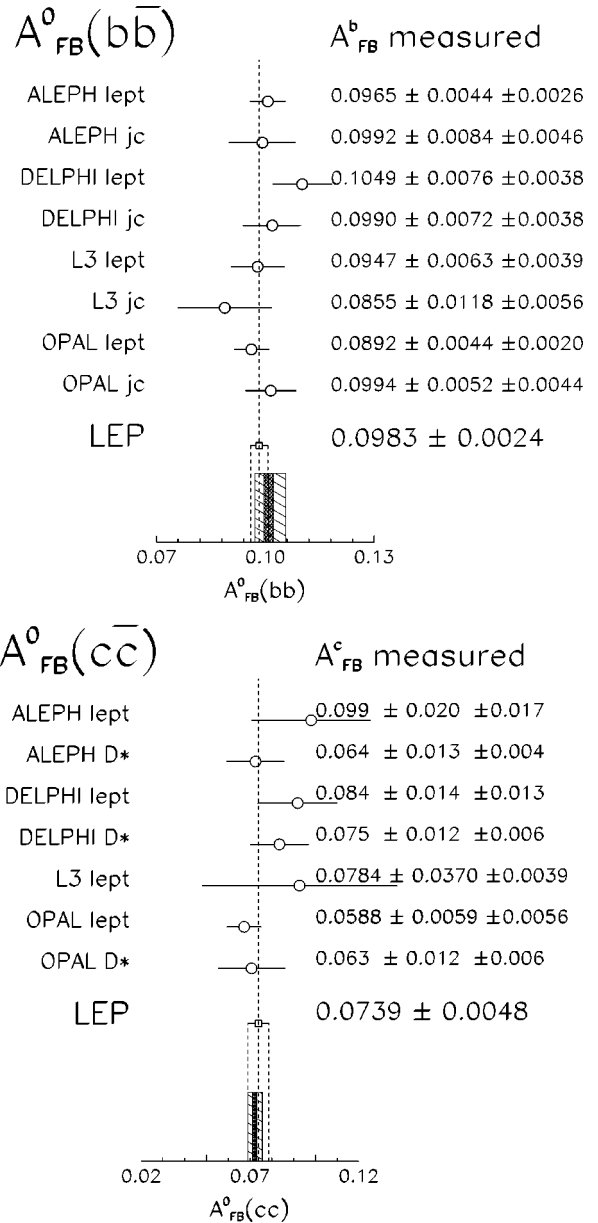 A⁰FB(bb̅) AᵇFB measured
ALEPH lept 0.0965 ± 0.0044 ±0.0026
ALEPH jc 0.0992 ± 0.0084 ±0.0046
DELPHI lept 0.1049 ± 0.0076 ±0.0038
DELPHI jc 0.0990 ± 0.0072 ±0.0038
L3 lept 0.0947 ± 0.0063 ±0.0039
L3 jc 0.0855 ± 0.0118 ±0.0056
OPAL lept 0.0892 ± 0.0044 ±0.0020
OPAL jc 0.0994 ± 0.0052 ±0.0044
LEP 0.0983 ± 0.0024
0.07 0.10 0.13
A⁰FB(bb)
A⁰FB(cc̅) AᶜFB measured
ALEPH lept 0.099 ± 0.020 ±0.017
ALEPH D* 0.064 ± 0.013 ±0.004
DELPHI lept 0.084 ± 0.014 ±0.013
DELPHI D* 0.075 ± 0.012 ±0.006
L3 lept 0.0784 ± 0.0370 ±0.0039
OPAL lept 0.0588 ± 0.0059 ±0.0056
OPAL D* 0.063 ± 0.012 ±0.006
LEP 0.0739 ± 0.0048
0.02 0.07 0.12
A⁰FB(cc)